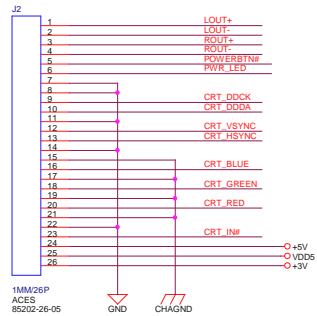 J2
1 LOUT+
2 LOUT-
3 ROUT+
4 ROUT-
5 POWERBTN#
6 PWR_LED
7
8
9 CRT_DDCK
10 CRT_DDDA
11
12 CRT_VSYNC
13 CRT_HSYNC
14
15
16 CRT_BLUE
17
18 CRT_GREEN
19
20 CRT_RED
21
22
23 CRT_IN#
24 +5V
25 VDD5
26 +3V
1MM/26P
ACES
85202-26-05
GND CHAGND